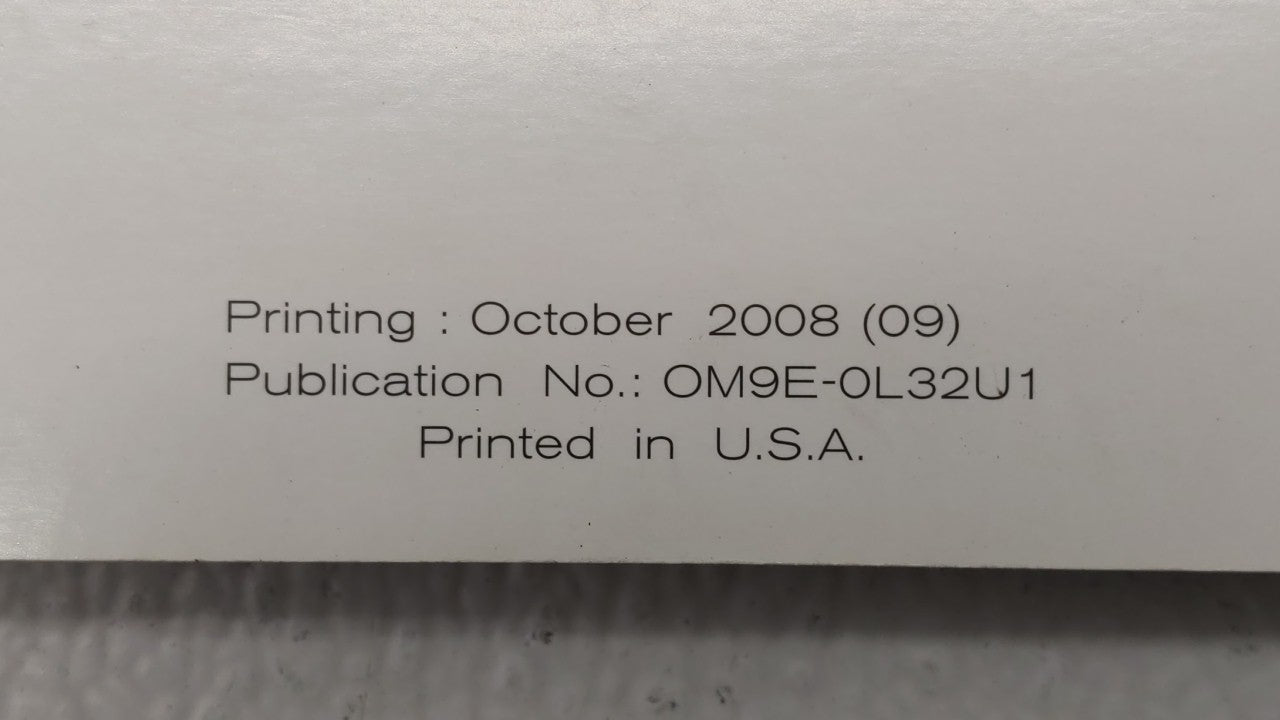 Printing : October 2008 (09)
Publication No.: OM9E-0L32U1
Printed in U.S.A.